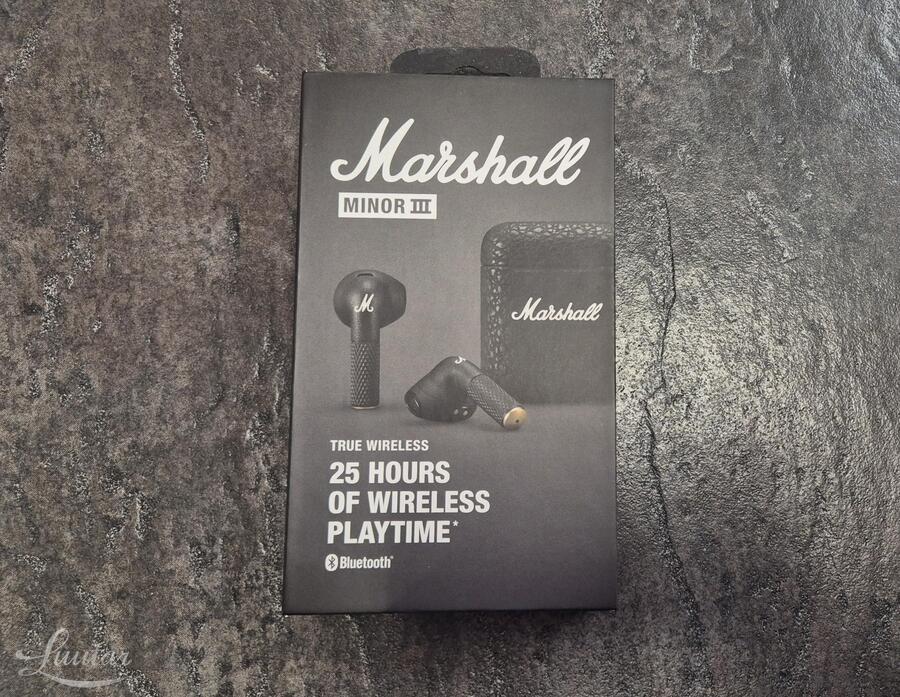 Marshall
MINOR III
M
Marshall
TRUE WIRELESS
25 HOURS
OF WIRELESS
PLAYTIME*
Bluetooth®
Luutar